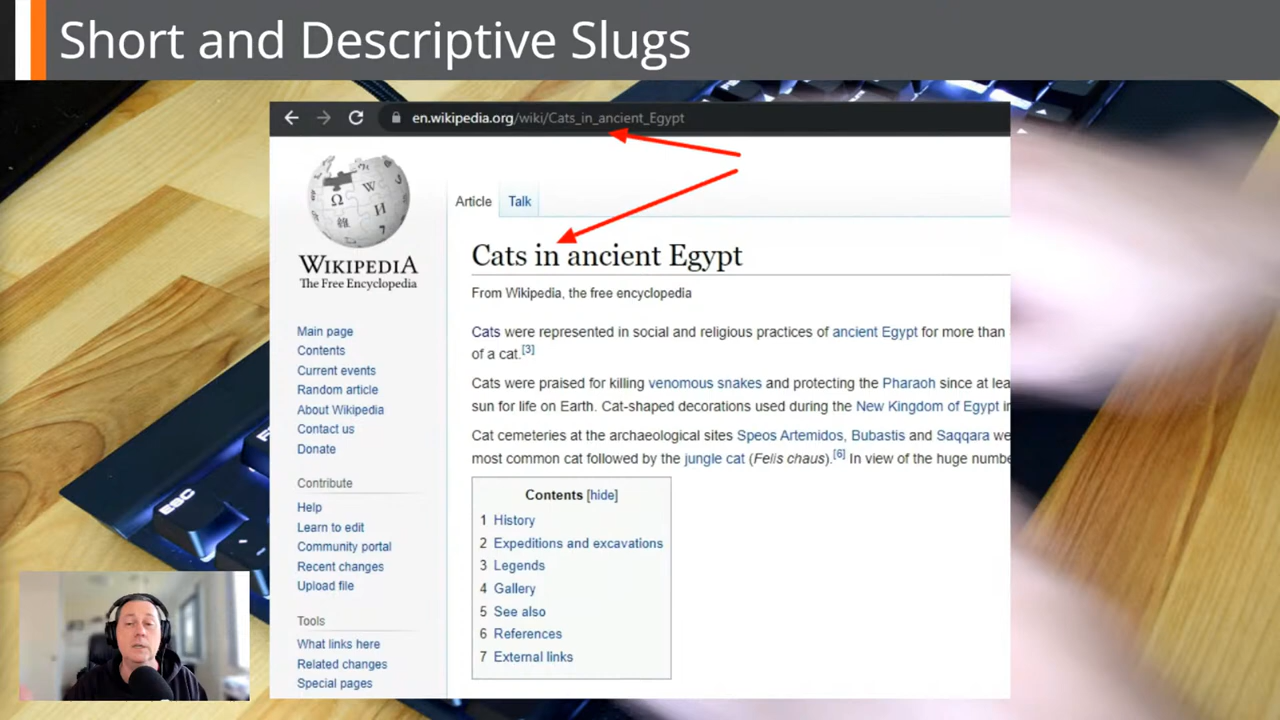 Short and Descriptive Slugs
en.wikipedia.org/wiki/Cats_in_ancient_Egypt
Article Talk
WIKIPEDIA
The Free Encyclopedia
Cats in ancient Egypt
From Wikipedia, the free encyclopedia
Cats were represented in social and religious practices of ancient Egypt for more than
of a cat.[3]
Cats were praised for killing venomous snakes and protecting the Pharaoh since at
sun for life on Earth. Cat-shaped decorations used during the New Kingdom of Egypt
Cat cemeteries at the archaeological sites Speos Artemidos, Bubastis and Saqqara
most common cat followed by the jungle cat (Felis chaus).[6] In view of the huge
Main page
Contents
Current events
Random article
About Wikipedia
Contact us
Donate
Contribute
Help
Learn to edit
Community portal
Recent changes
Upload file
Tools
What links here
Related changes
Special pages
Contents [hide]
1 History
2 Expeditions and excavations
3 Legends
4 Gallery
5 See also
6 References
7 External links
ESC